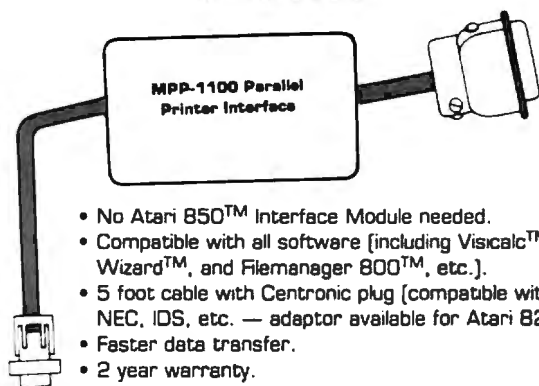 MPP-1100 Parallel
Printer Interface
• No Atari 850™ Interface Module needed.
• Compatible with all software [including Visicalc™
Wizard™, and Filemanager 800™, etc.].
• 5 foot cable with Centronic plug [compatible wit
NEC, IDS, etc. — adaptor available for Atari 82
• Faster data transfer.
• 2 year warranty.